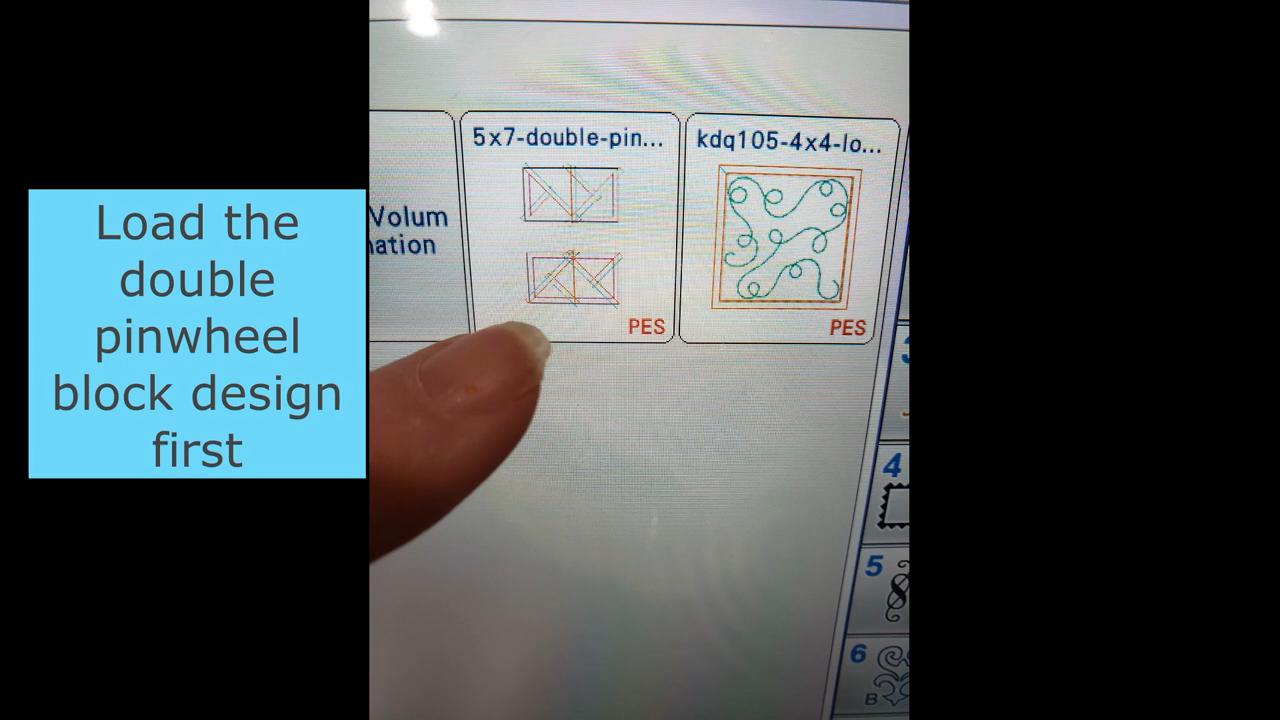 Load the
double
pinwheel
block design
first
5x7-double-pin...
kdq105-4x4-lo...
Volum
ation
PES
PES
4
5
6
B